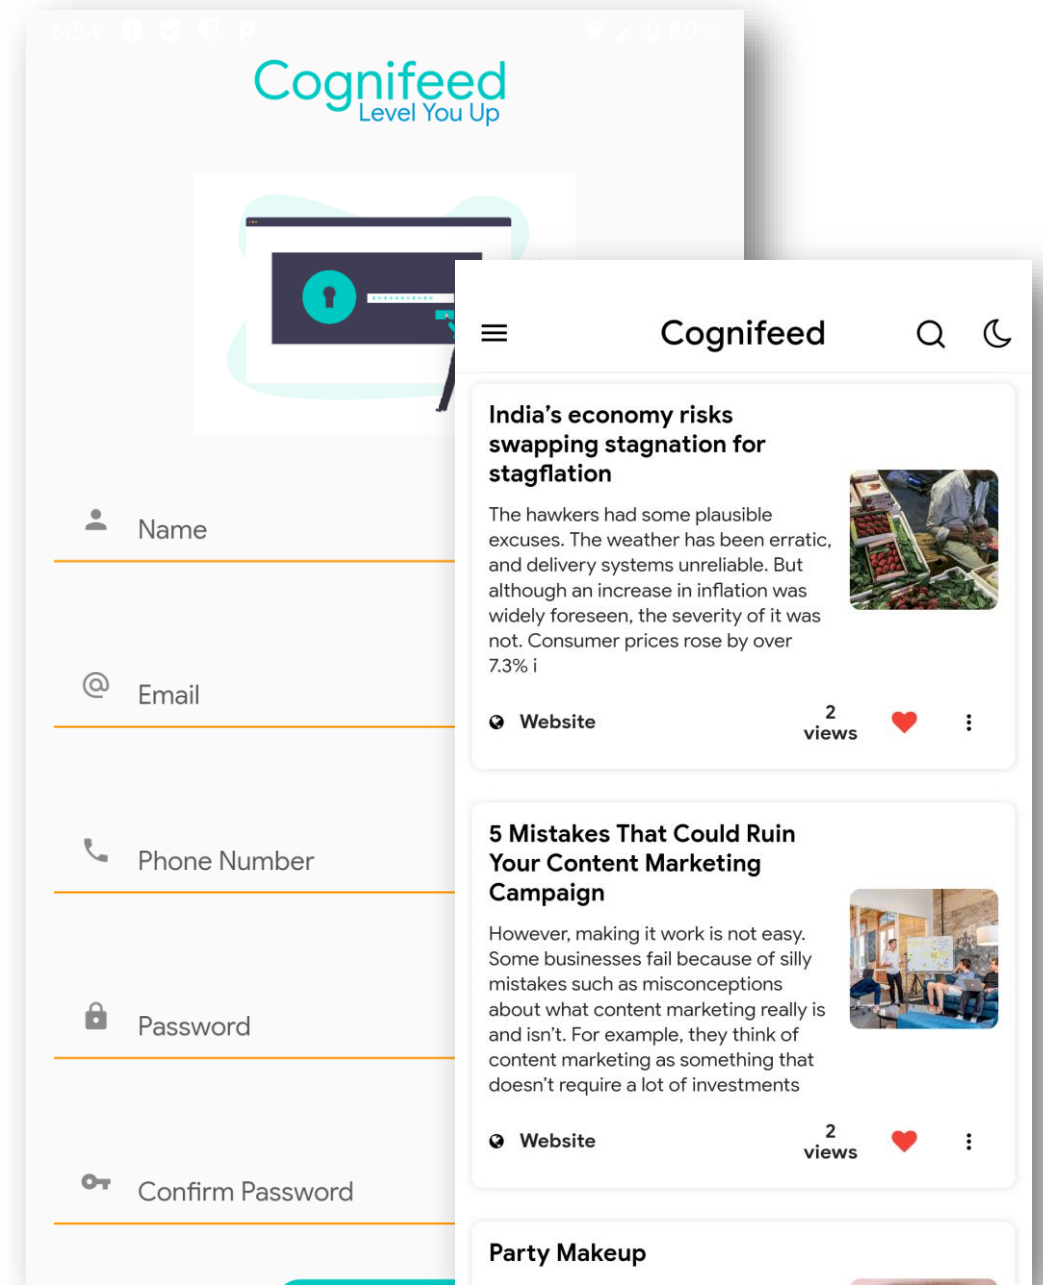 6:54
80%
Cognifeed
Level You Up
Name
Email
Phone Number
Password
Confirm Password
Cognifeed
India’s economy risks
swapping stagnation for
stagflation
The hawkers had some plausible
excuses. The weather has been erratic,
and delivery systems unreliable. But
although an increase in inflation was
widely foreseen, the severity of it was
not. Consumer prices rose by over
7.3% i
Website
2
views
5 Mistakes That Could Ruin
Your Content Marketing
Campaign
However, making it work is not easy.
Some businesses fail because of silly
mistakes such as misconceptions
about what content marketing really is
and isn’t. For example, they think of
content marketing as something that
doesn’t require a lot of investments
Website
2
views
Party Makeup